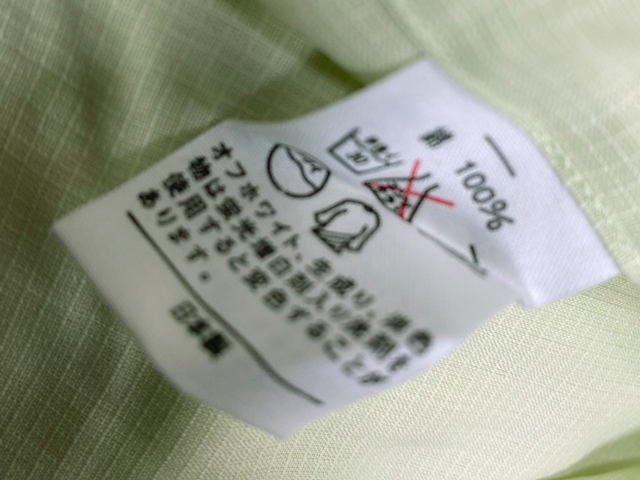 綿 100%
30
オフホワイト、生成り、淡色
物は蛍光増白剤入り洗剤を
使用すると変色することが
あります。
日本製